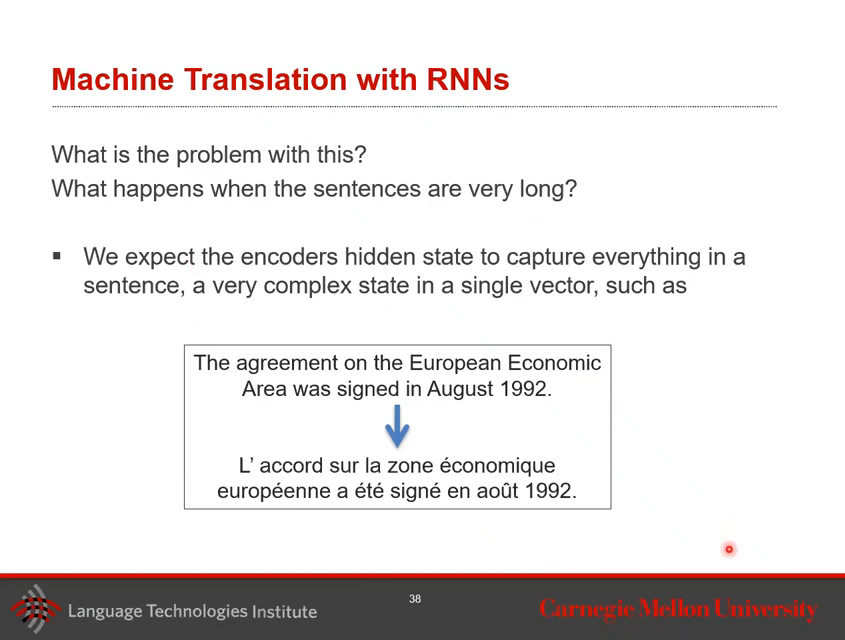 Machine Translation with RNNs
What is the problem with this?
What happens when the sentences are very long?
▪ We expect the encoders hidden state to capture everything in a
sentence, a very complex state in a single vector, such as
The agreement on the European Economic
Area was signed in August 1992.
L’ accord sur la zone économique
européenne a été signé en août 1992.
Language Technologies Institute
38
Carnegie Mellon University